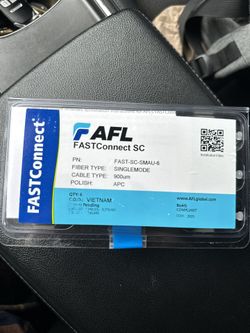 FASTConnect
AFL
FASTConnect SC
PN: FAST-SC-SMAU-6
FIBER TYPE: SINGLEMODE
CABLE TYPE: 900um
POLISH: APC
QTY: 6
VIETNAM
Pending
www.AFLglobal.com
RoHS
COMPLIANT